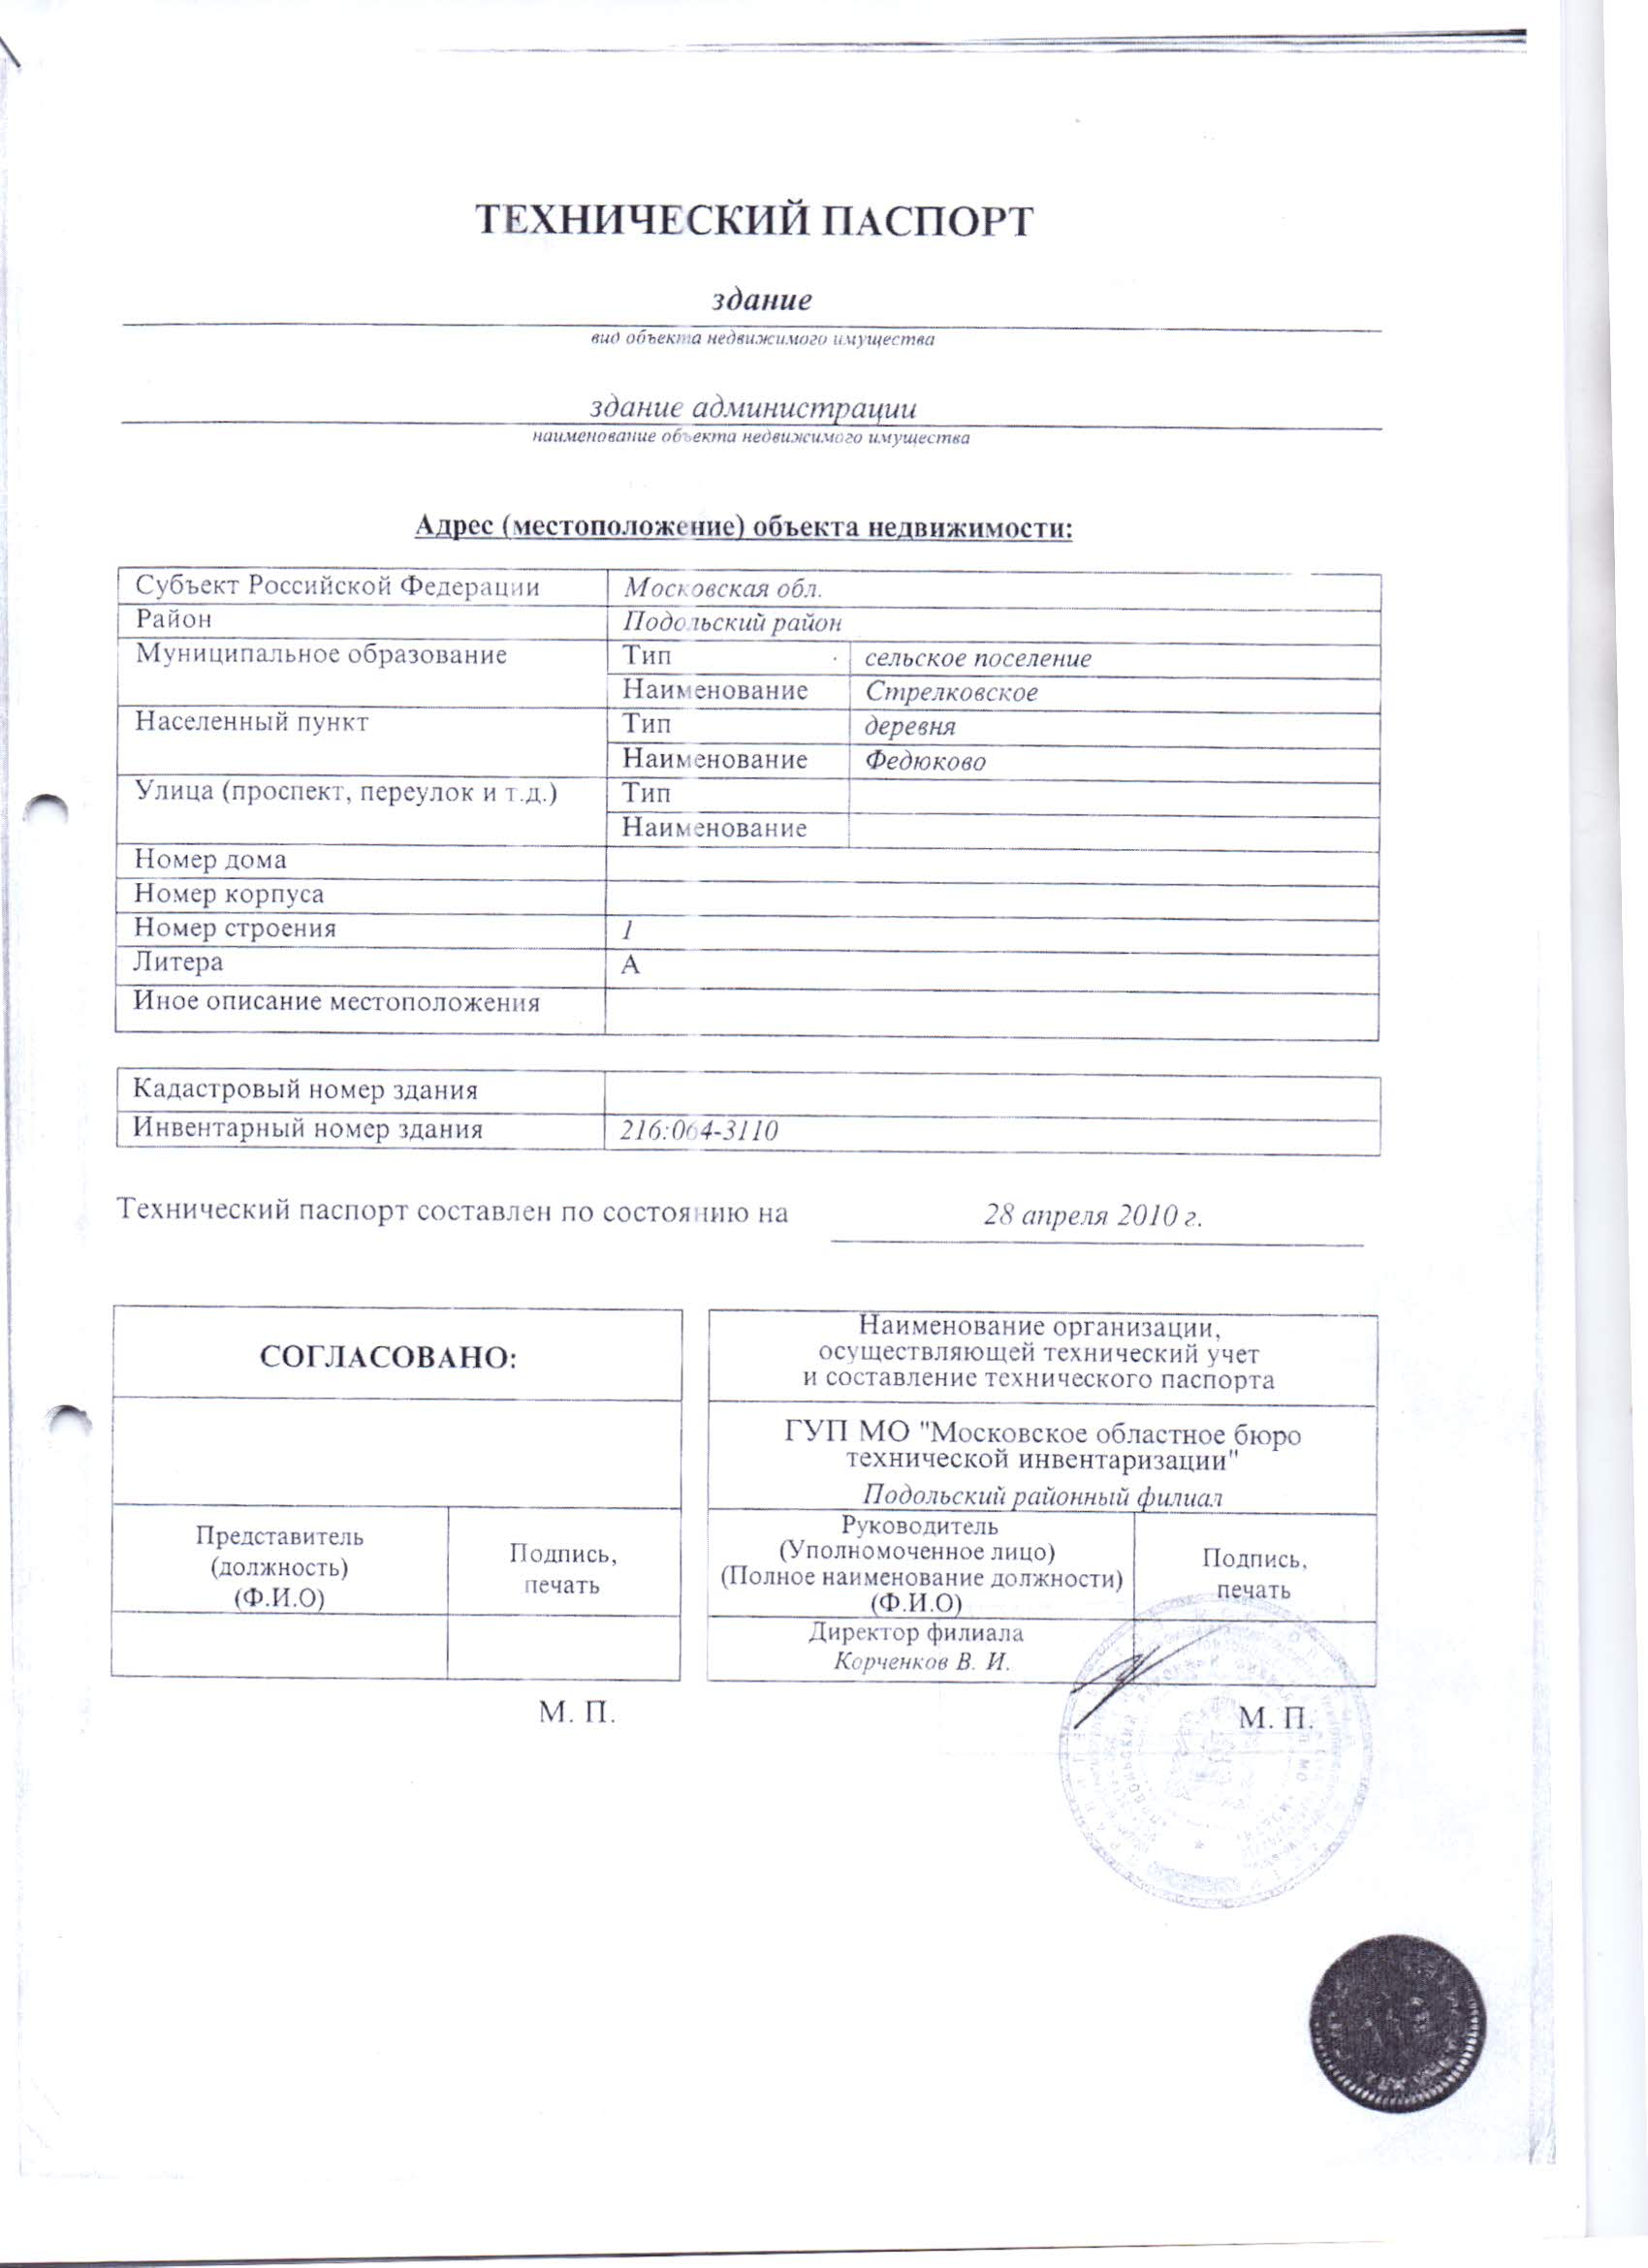 ТЕХНИЧЕСКИЙ ПАСПОРТ
здание
вид объекта недвижимого имущества
здание администрации
наименование объекта недвижимого имущества
Адрес (местоположение) объекта недвижимости:
Субъект Российской Федерации Московская обл.
Район Подольский район
Муниципальное образование Тип сельское поселение
Наименование Стрелковское
Населенный пункт Тип деревня
Наименование Федюково
Улица (проспект, переулок и т.д.) Тип
Наименование
Номер дома
Номер корпуса
Номер строения 1
Литера А
Иное описание местоположения
Кадастровый номер здания
Инвентарный номер здания 216:064-3110
Технический паспорт составлен по состоянию на 28 апреля 2010 г.
СОГЛАСОВАНО:
Представитель
(должность)
(Ф.И.О)
Подпись,
печать
М. П.
Наименование организации,
осуществляющей технический учет
и составление технического паспорта
ГУП МО "Московское областное бюро
технической инвентаризации"
Подольский районный филиал
Руководитель
(Уполномоченное лицо)
(Полное наименование должности)
(Ф.И.О)
Подпись,
печать
Директор филиала
Корченков В. И.
М. П.